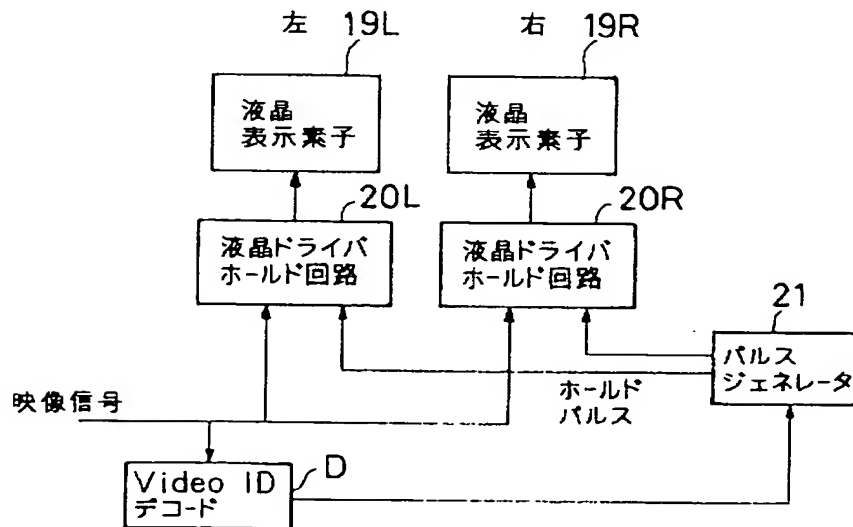 左 19L
右 19R
液晶
表示素子
液晶
表示素子
20L
20R
液晶ドライバ
ホールド回路
液晶ドライバ
ホールド回路
21
パルス
ジェネレータ
ホールド
パルス
映像信号
Video ID
デコード
D